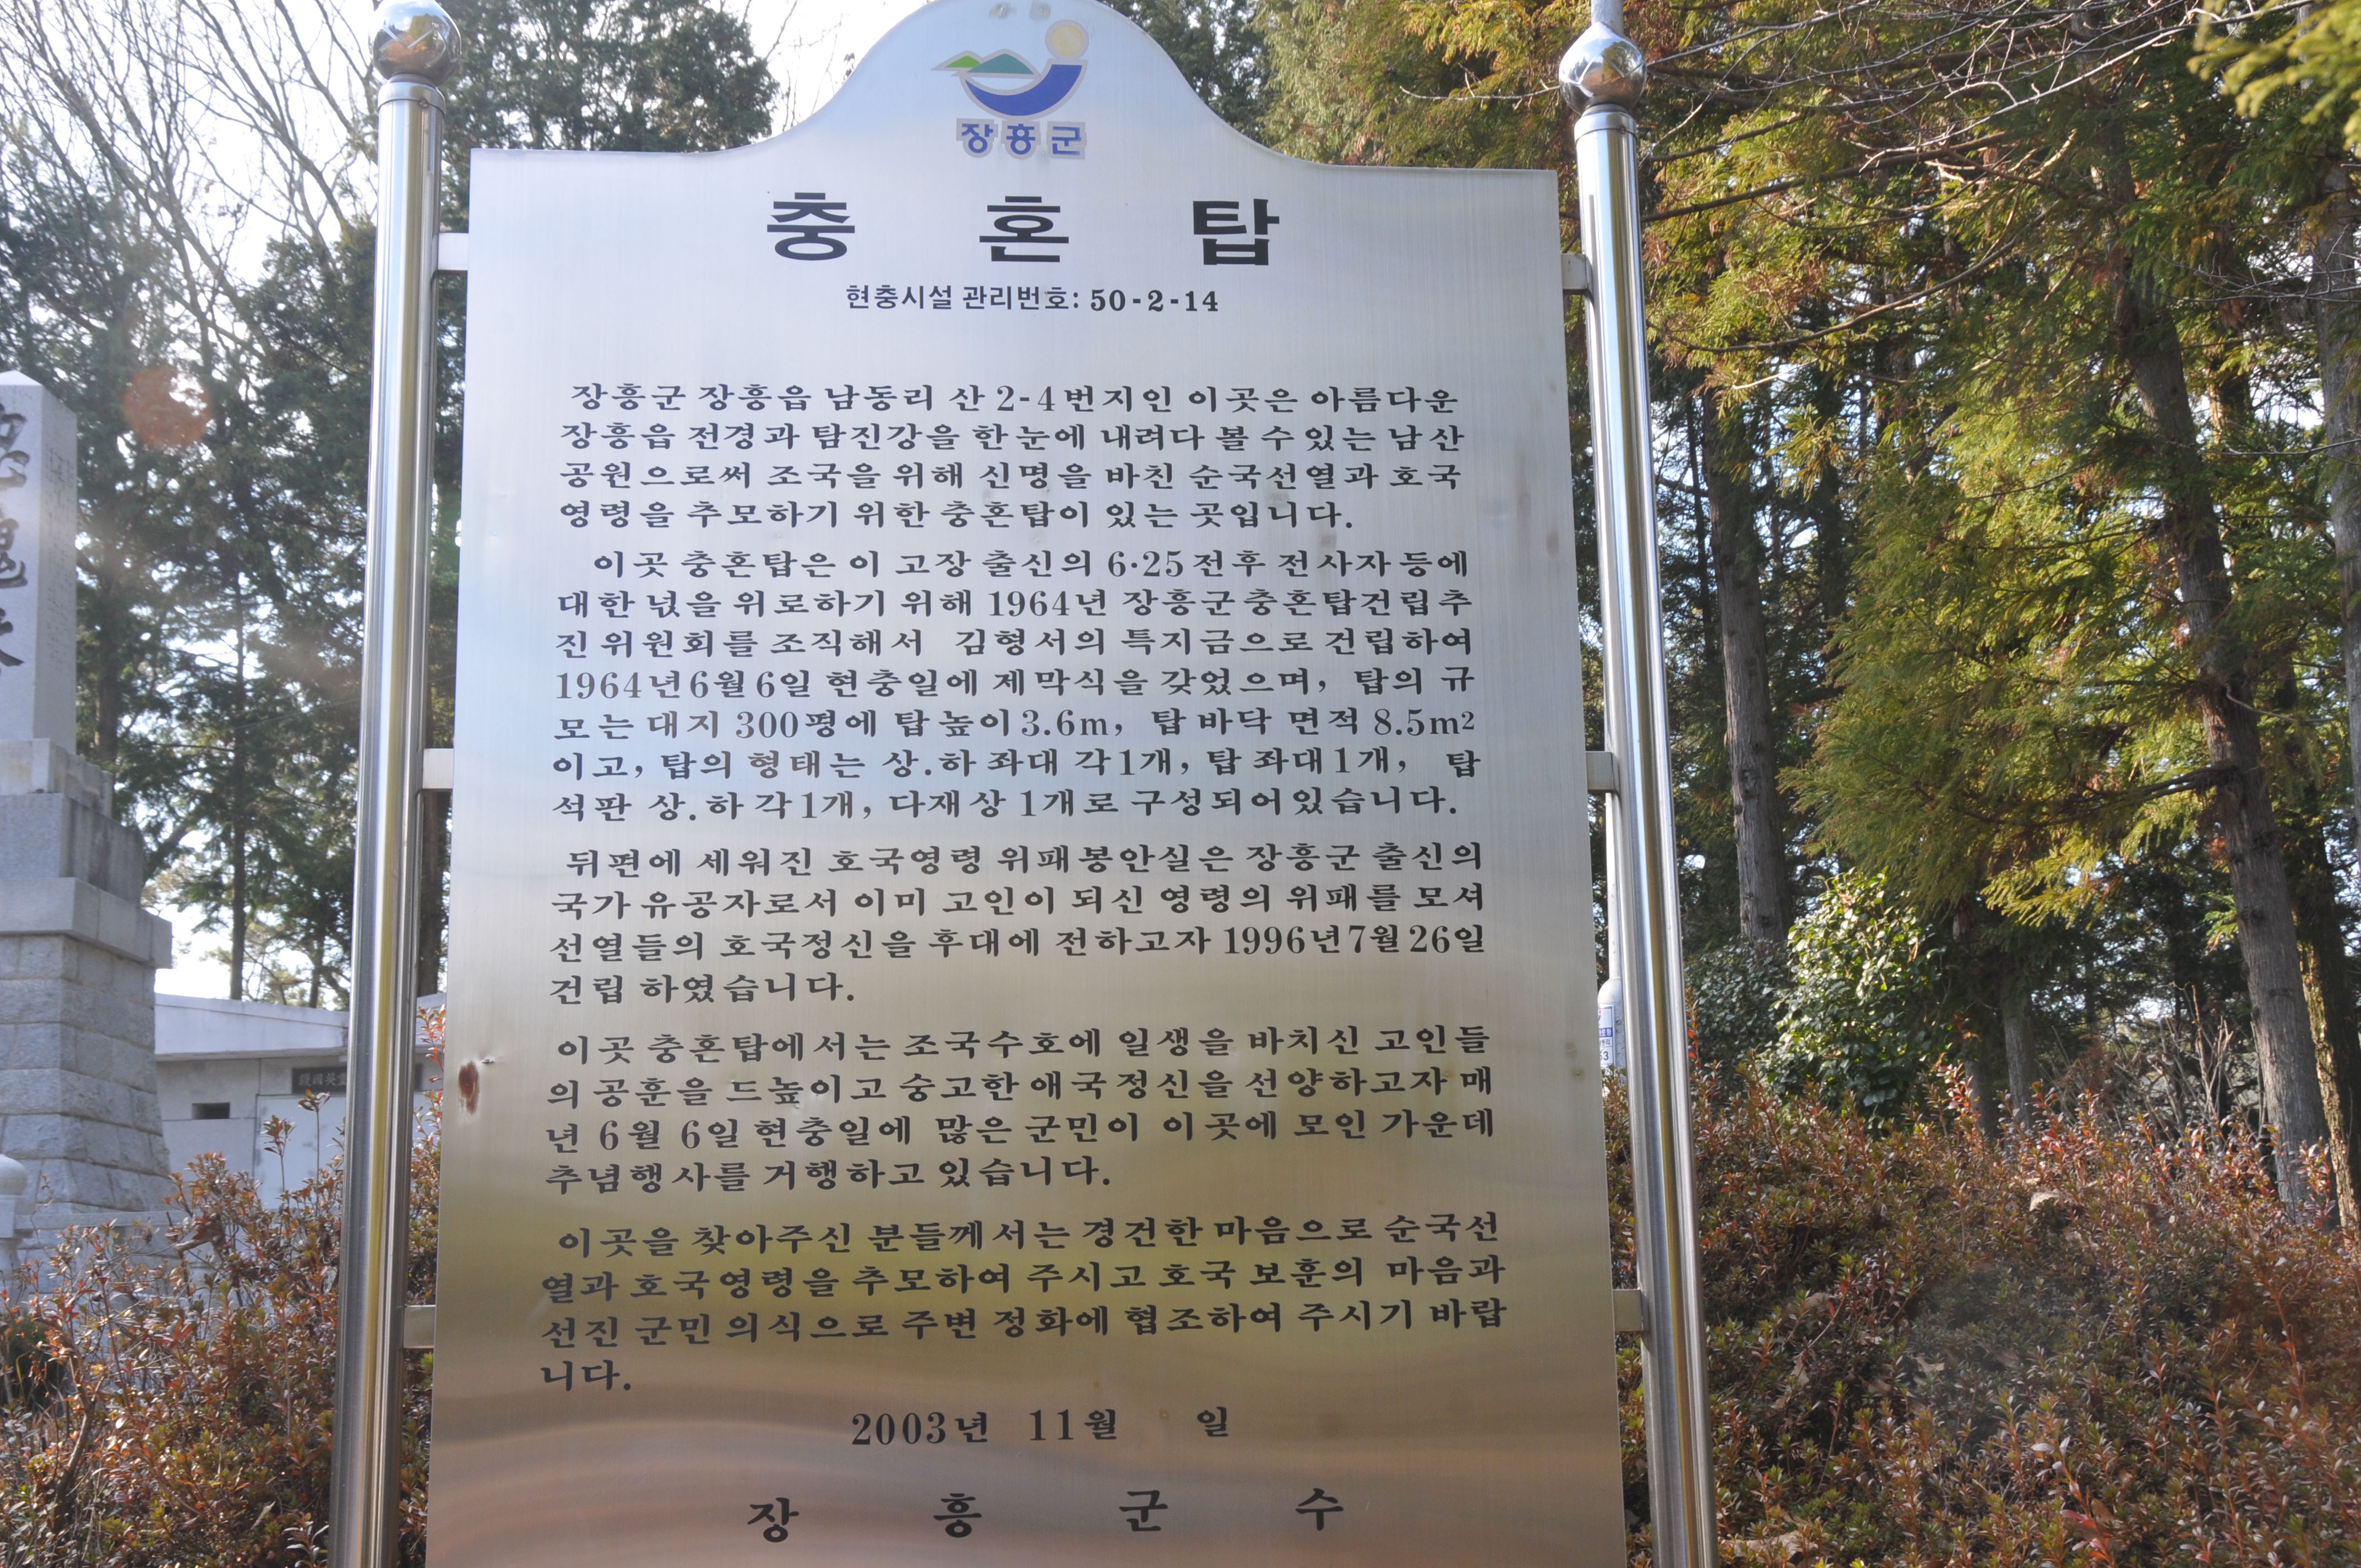 장흥군
충 혼 탑
현충시설 관리번호: 50-2-14
장흥군 장흥읍 남동리 산 2-4번지인 이곳은 아름다운
장흥읍 전경과 탐진강을 한눈에 내려다 볼 수 있는 남산
공원으로써 조국을 위해 신명을 바친 순국선열과 호국
영령을 추모하기 위한 충혼탑이 있는 곳입니다.
이곳 충혼탑은 이 고장 출신의 6·25전후 전사자 등에
대한 넋을 위로하기 위해 1964년 장흥군충혼탑건립추
진위원회를 조직해서 김형서의 특지금으로 건립하여
1964년6월6일 현충일에 제막식을 갖었으며, 탑의 규
모는 대지 300평에 탑높이3.6m, 탑바닥 면적 8.5m2
이고, 탑의 형태는 상.하 좌대 각1개, 탑좌대1개, 탑
석판 상.하각1개, 다재상1개로 구성되어있습니다.
뒤편에 세워진 호국영령 위패봉안실은 장흥군 출신의
국가유공자로서 이미 고인이 되신 영령의 위패를 모셔
선열들의 호국정신을 후대에 전하고자 1996년7월26일
건립 하였습니다.
이곳 충혼탑에서는 조국수호에 일생을 바치신 고인들
의 공훈을 드높이고 숭고한 애국정신을 선양하고자 매
년 6월 6일 현충일에 많은 군민이 이곳에 모인 가운데
추념행사를 거행하고 있습니다.
이곳을 찾아주신 분들께서는 경건한 마음으로 순국선
열과 호국영령을 추모하여 주시고 호국보훈의 마음과
선진 군민의식으로 주변 정화에 협조하여 주시기 바랍
니다.
2003년 11월 일
장 흥 군 수